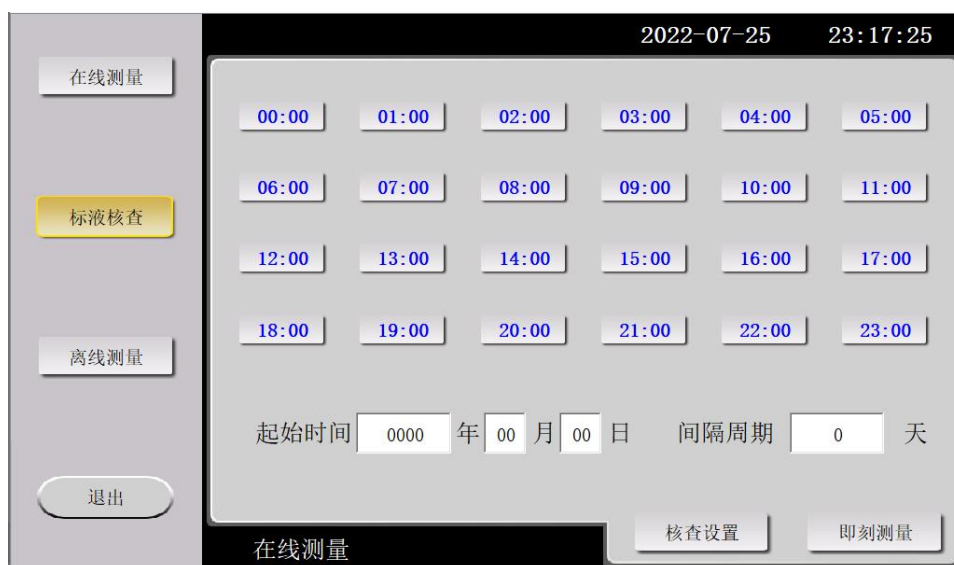 2022-07-25 23:17:25
在线测量
标液核查
离线测量
退出
00:00 01:00 02:00 03:00 04:00 05:00
06:00 07:00 08:00 09:00 10:00 11:00
12:00 13:00 14:00 15:00 16:00 17:00
18:00 19:00 20:00 21:00 22:00 23:00
起始时间 0000 年 00 月 00 日 间隔周期 0 天
核查设置 即刻测量
在线测量